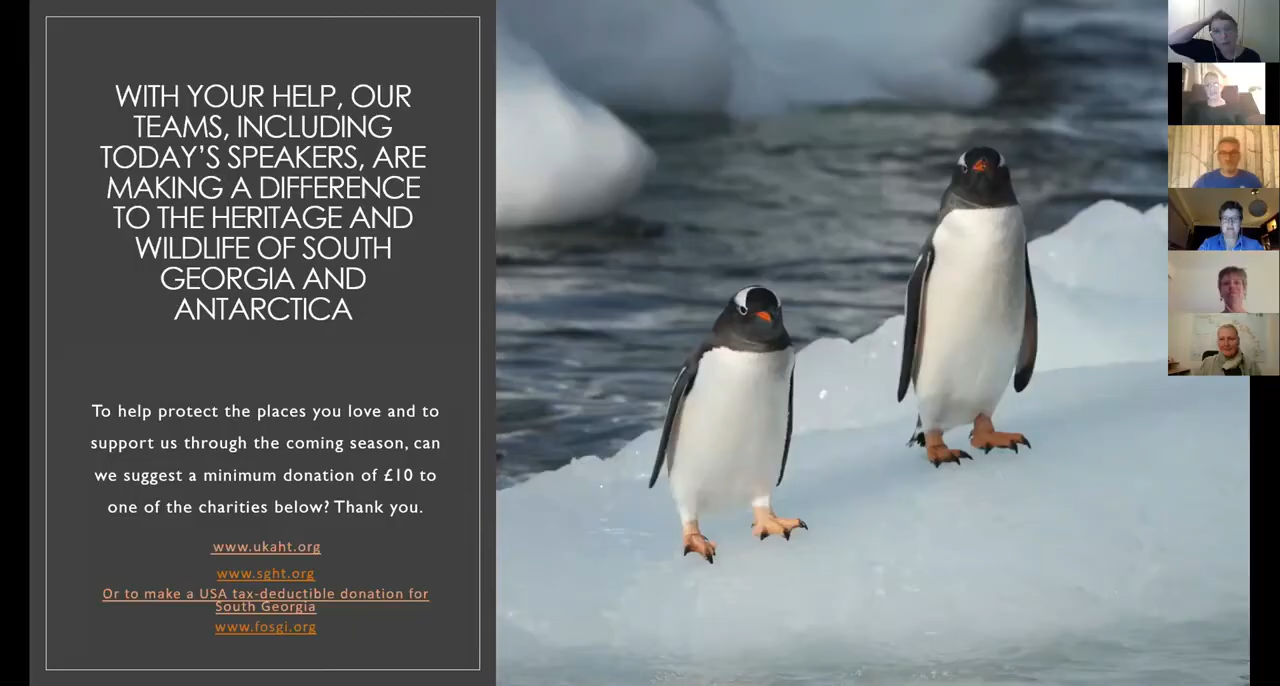 WITH YOUR HELP, OUR
TEAMS, INCLUDING
TODAY'S SPEAKERS, ARE
MAKING A DIFFERENCE
TO THE HERITAGE AND
WILDLIFE OF SOUTH
GEORGIA AND
ANTARCTICA
To help protect the places you love and to
support us through the coming season, can
we suggest a minimum donation of £10 to
one of the charities below? Thank you.
www.ukaht.org
www.sght.org
Or to make a USA tax-deductible donation for
South Georgia
www.fosgi.org